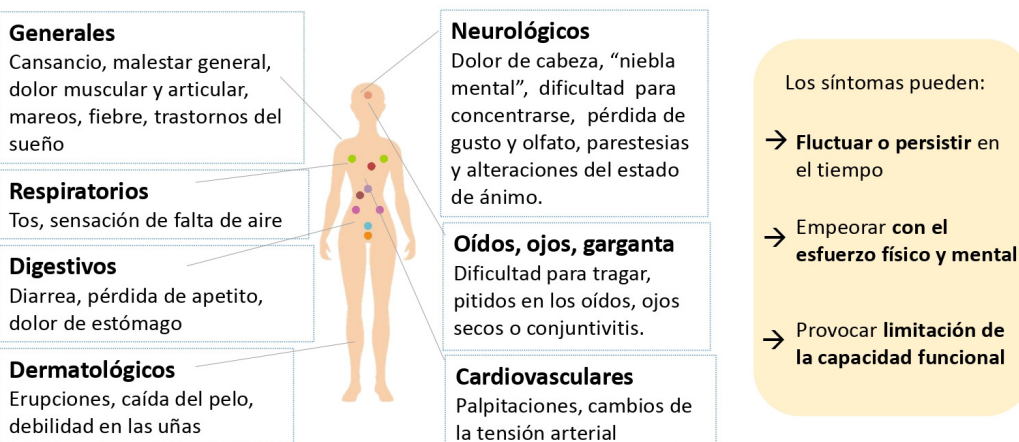 Generales
Cansancio, malestar general,
dolor muscular y articular,
mareos, fiebre, trastornos del
sueño
Respiratorios
Tos, sensación de falta de aire
Digestivos
Diarrea, pérdida de apetito,
dolor de estómago
Dermatológicos
Erupciones, caída del pelo,
debilidad en las uñas
Neurológicos
Dolor de cabeza, “niebla
mental”, dificultad para
concentrarse, pérdida de
gusto y olfato, parestesias
y alteraciones del estado
de ánimo.
Oídos, ojos, garganta
Dificultad para tragar,
pitidos en los oídos, ojos
secos o conjuntivitis.
Cardiovasculares
Palpitaciones, cambios de
la tensión arterial
Los síntomas pueden:
→ Fluctuar o persistir en
el tiempo
→ Empeorar con el
esfuerzo físico y mental
→ Provocar limitación de
la capacidad funcional